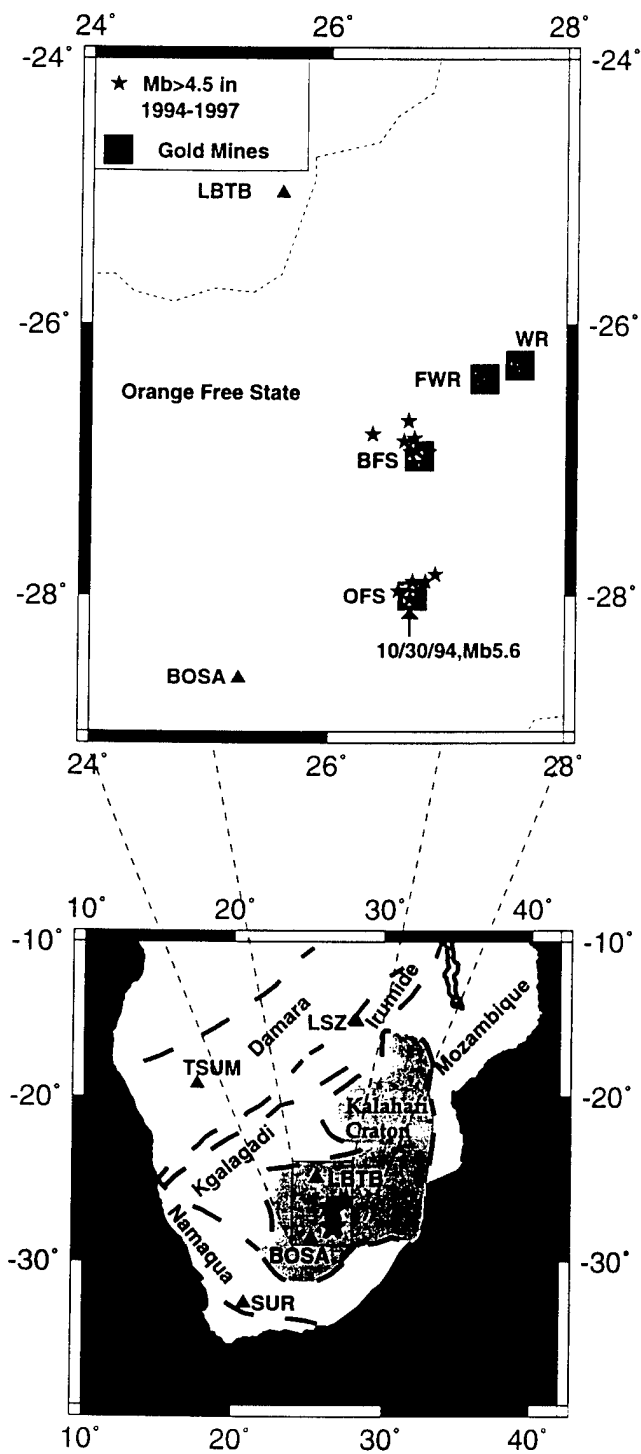 24˚ 26˚ 28˚
-24˚ -24˚
Mb>4.5 in
1994-1997
Gold Mines
LBTB
-26˚ -26˚
WR
FWR
Orange Free State
BFS
-28˚ -28˚
OFS
10/30/94,Mb5.6
BOSA
24˚ 26˚ 28˚
10˚ 20˚ 30˚ 40˚
-10˚ -10˚
Damara
LSZ
Irumide
Mozambique
TSUM
-20˚ -20˚
Kalahari
Craton
Kgalagadi
LBTB
Namaqua
BOSA
-30˚ -30˚
SUR
10˚ 20˚ 30˚ 40˚